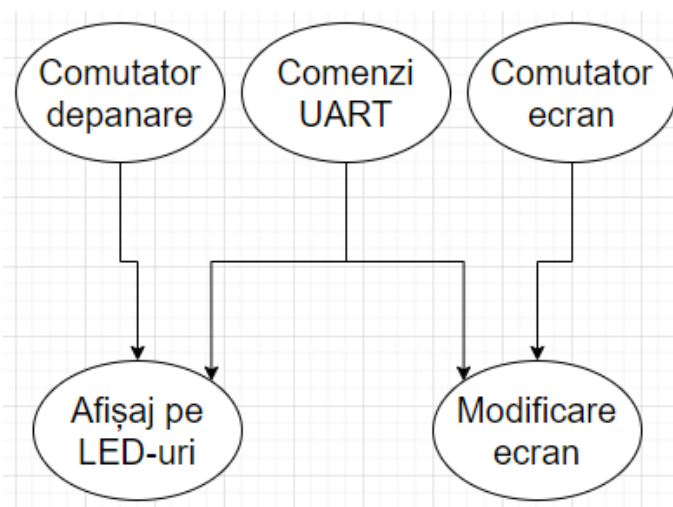 Comutator
depanare
Comenzi
UART
Comutator
ecran
Afișaj pe
LED-uri
Modificare
ecran